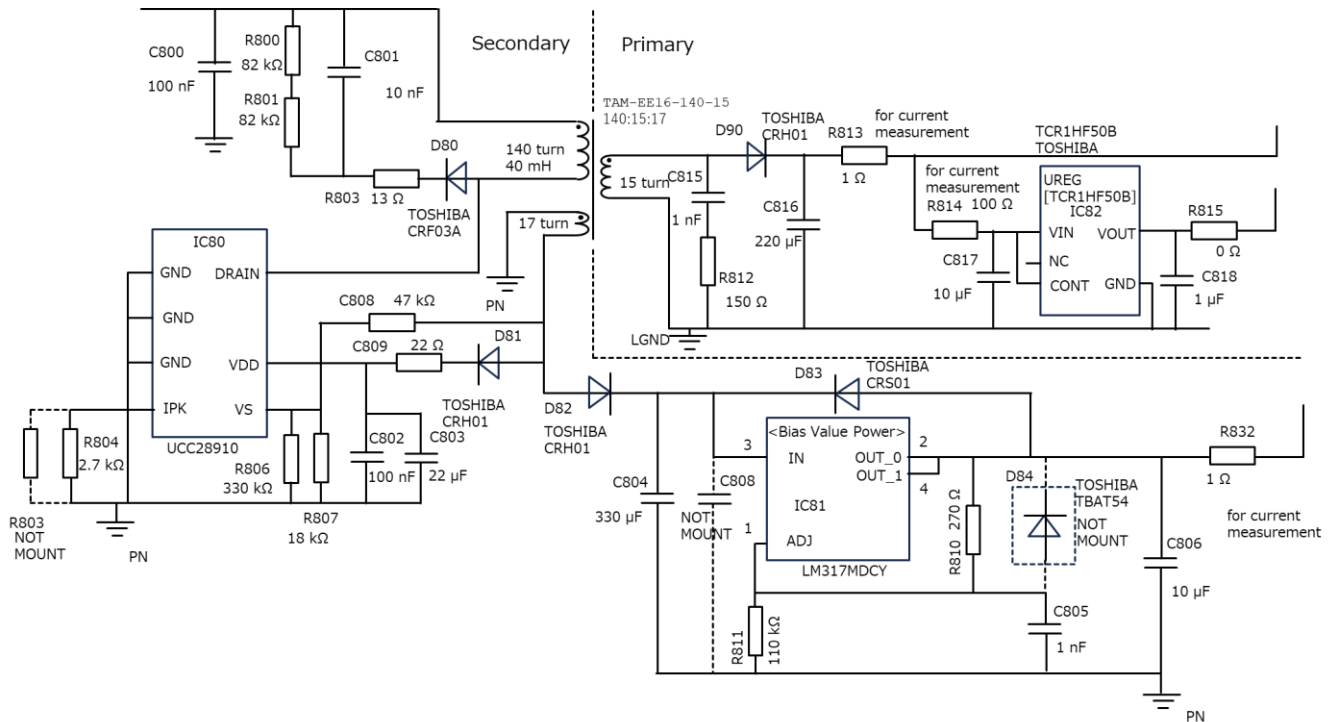 Secondary
Primary
C800
100 nF
R800
82 kΩ
R801
82 kΩ
C801
10 nF
TAM-EE16-140-15
140:15:17
140 turn
40 mH
15 turn
17 turn
D80
R803
13 Ω
TOSHIBA
CRF03A
PN
D90
TOSHIBA
CRH01
R813
1 Ω
for current
measurement
C815
1 nF
R812
150 Ω
C816
220 µF
LGND
for
current
measurement
R814
100 Ω
C817
10 µF
TCR1HF50B
TOSHIBA
UREG
[TCR1HF50B]
IC82
VIN
VOUT
NC
CONT
GND
R815
0 Ω
C818
1 µF
IC80
GND
DRAIN
GND
GND
VDD
IPK
VS
UCC28910
C808
47 kΩ
C809
22 Ω
D81
TOSHIBA
CRH01
R804
2.7 kΩ
R803
NOT
MOUNT
PN
R806
330 kΩ
R807
18 kΩ
C802
100 nF
C803
22 µF
D82
TOSHIBA
CRH01
D83
TOSHIBA
CRS01
C804
330 µF
C808
NOT
MOUNT
<Bias Value Power>
3
IN
OUT_0
2
OUT_1
4
IC81
1
ADJ
LM317MDCY
R811
110 kΩ
R810
270 Ω
D84
TOSHIBA
TBAT54
NOT
MOUNT
C805
1 nF
C806
10 µF
R832
1 Ω
for current
measurement
PN